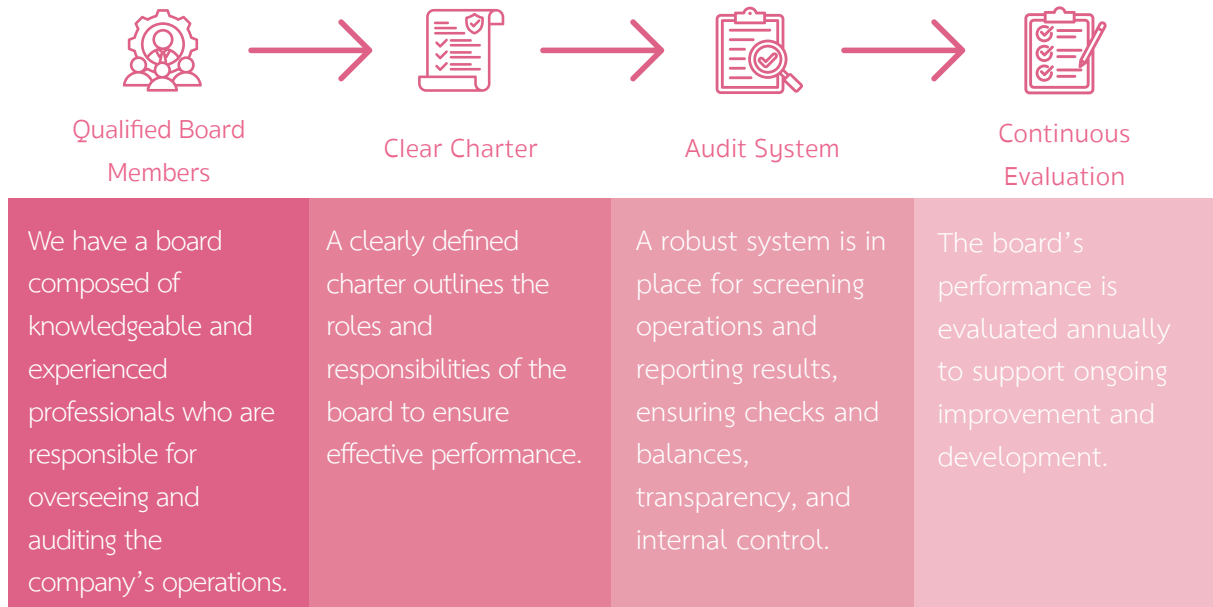 Qualified Board
Members
Clear Charter
Audit System
Continuous
Evaluation
We have a board
composed of
knowledgeable and
experienced
professionals who are
responsible for
overseeing and
auditing the
company's operations.
A clearly defined
charter outlines the
roles and
responsibilities of the
board to ensure
effective performance.
A robust system is in
place for screening
operations and
reporting results,
ensuring checks and
balances,
transparency, and
internal control.
The board's
performance is
evaluated annually
to support ongoing
improvement and
development.